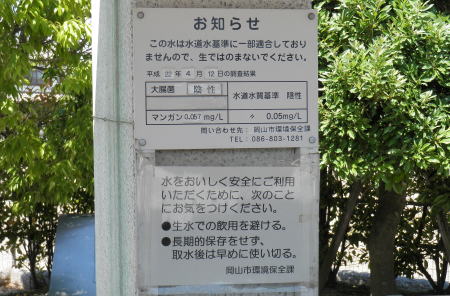 お知らせ
この水は水道水基準に一部適合しており
ませんので、生ではのまないでください。
平成 22年 4月 12日の調査結果
大腸菌 陰性 水道水質基準 陰性
マンガン 0.057 mg/L 〃 0.05mg/L
問い合わせ先: 岡山市環境保全課
TEL: 086-803-1281
水をおいしく安全にご利用
いただくために、次のこと
にお気をつけください。
●生水での飲用を避ける。
●長期的保存をせず、
取水後は早めに使い切る。
岡山市環境保全課